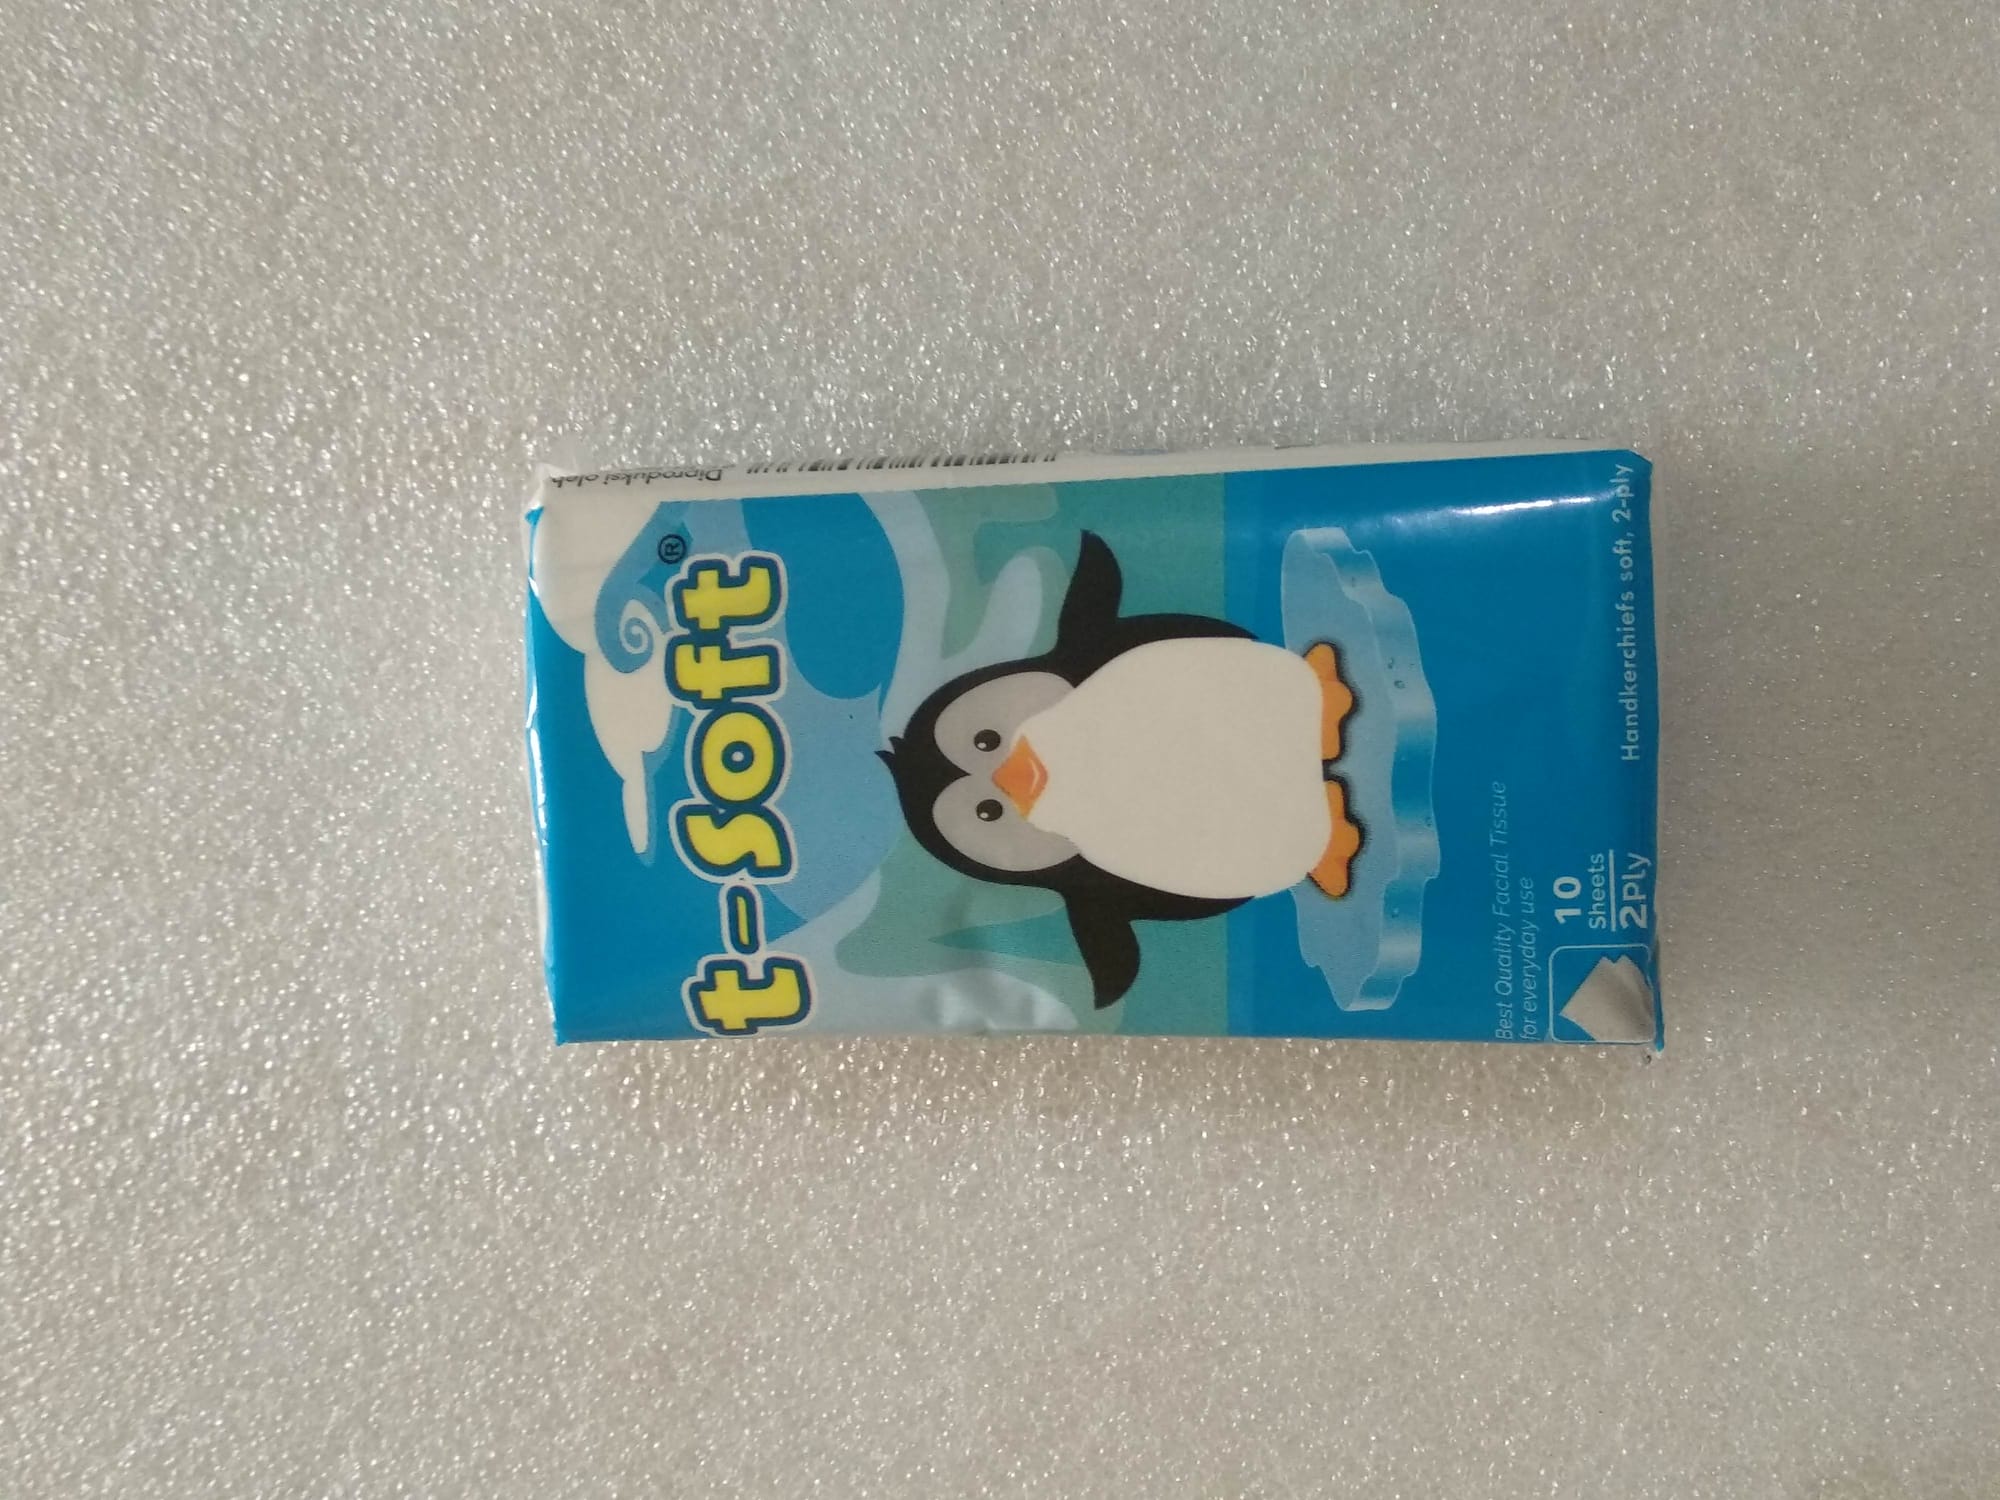 t-soft®
Best Quality Facial Tissue
for everyday use
10
Sheets
2Ply
Handkerchiefs soft, 2-ply
Diproduksi oleh